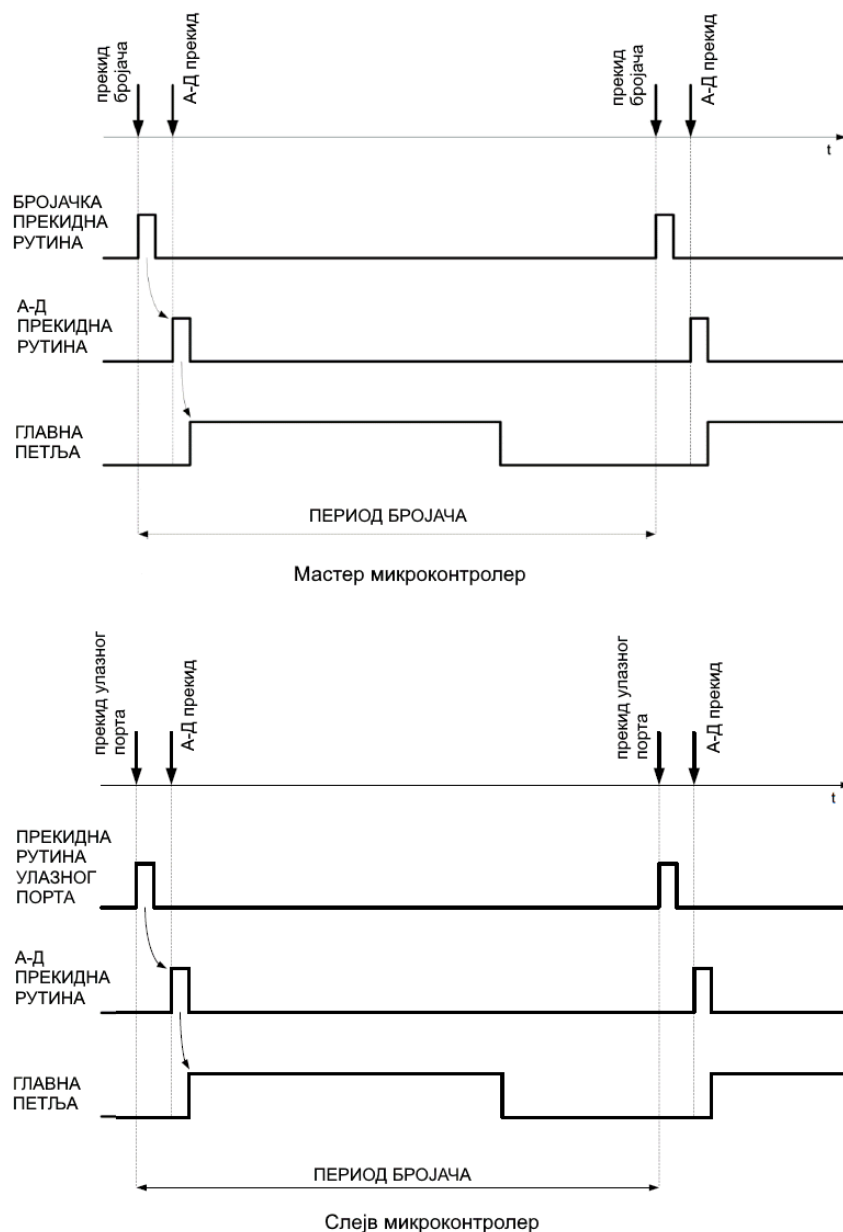 прекид
бројача
А-Д прекид
прекид
бројача
А-Д прекид
t
БРОЈАЧКА
ПРЕКИДНА
РУТИНА
А-Д
ПРЕКИДНА
РУТИНА
ГЛАВНА
ПЕТЉА
ПЕРИОД БРОЈАЧА
Мастер микроконтролер
прекид улазног
порта
А-Д прекид
прекид улазног
порта
А-Д прекид
t
ПРЕКИДНА
РУТИНА
УЛАЗНОГ
ПОРТА
А-Д
ПРЕКИДНА
РУТИНА
ГЛАВНА
ПЕТЉА
ПЕРИОД БРОЈАЧА
Слејв микроконтролер